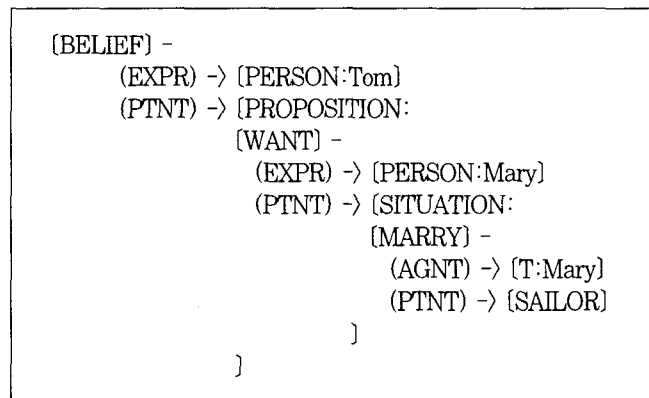 [BELIEF] -
(EXPR) -> [PERSON:Tom]
(PTNT) -> [PROPOSITION:
[WANT] -
(EXPR) -> [PERSON:Mary]
(PTNT) -> [SITUATION:
[MARRY] -
(AGNT) -> [T:Mary]
(PTNT) -> [SAILOR]
]
]